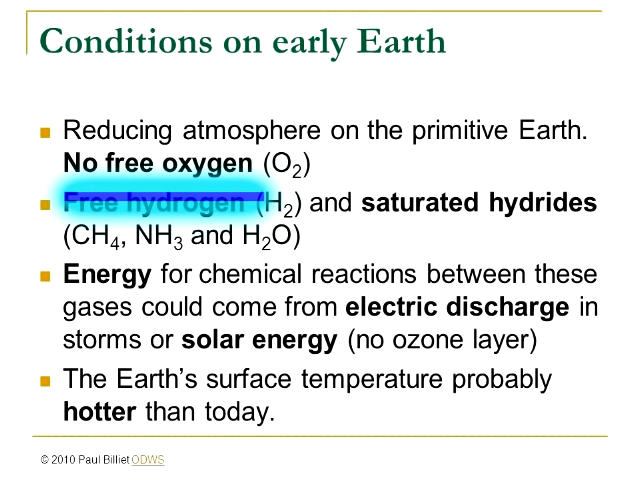 Conditions on early Earth
Reducing atmosphere on the primitive Earth.
No free oxygen (O₂)
Free hydrogen (H₂) and saturated hydrides
(CH₄, NH₃ and H₂O)
Energy for chemical reactions between these
gases could come from electric discharge in
storms or solar energy (no ozone layer)
The Earth's surface temperature probably
hotter than today.
© 2010 Paul Billiet ODWS